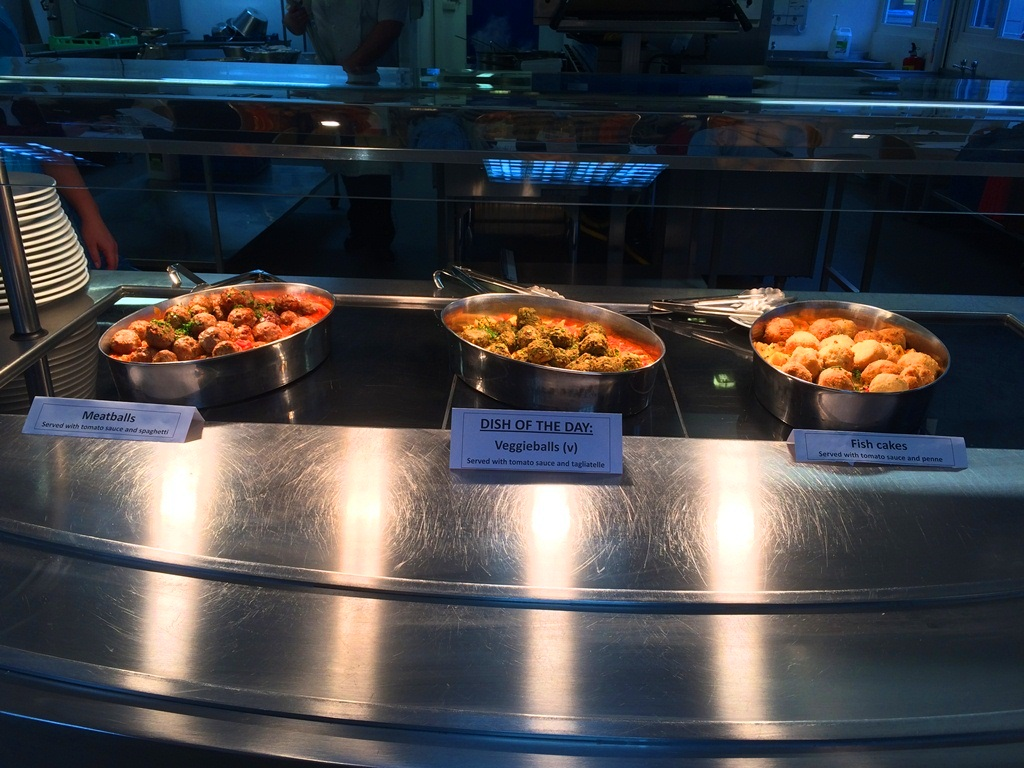 Meatballs
Served with tomato sauce and spaghetti
DISH OF THE DAY:
Veggieballs (v)
Served with tomato sauce and tagliatelle
Fish cakes
Served with tomato sauce and penne